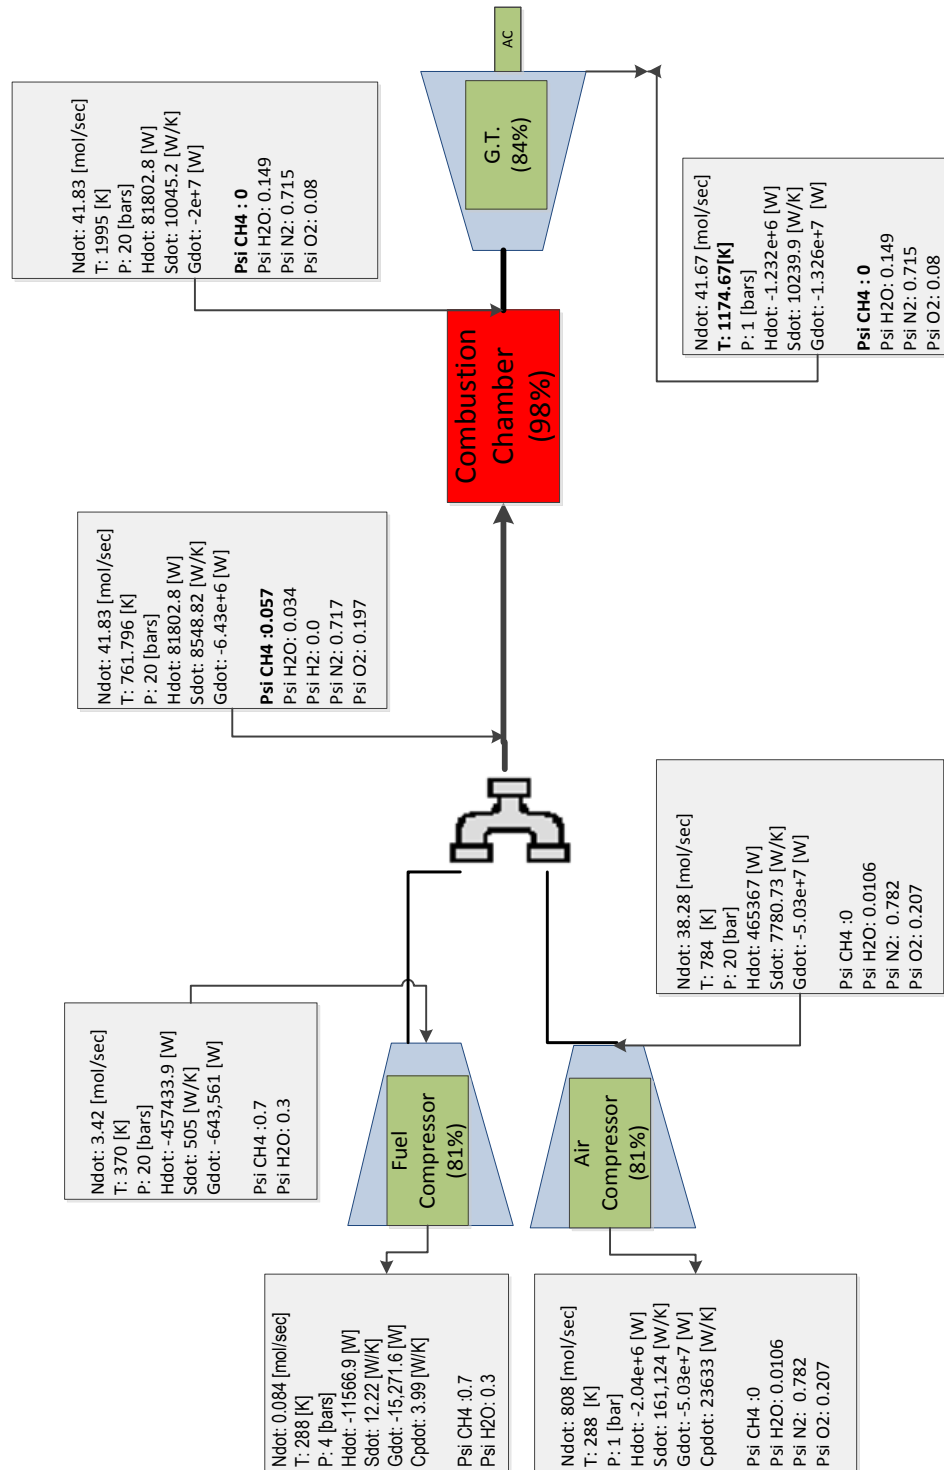 Ndot: 0.084 [mol/sec]
T: 288 [K]
P: 4 [bars]
Hdot: -11566.9 [W]
Sdot: 12.22 [W/K]
Gdot: -15,271.6 [W]
Cpdot: 3.99 [W/K]
Psi CH4 :0.7
Psi H2O: 0.3
Ndot: 808 [mol/sec]
T: 288  [K]
P: 1 [bar]
Hdot: -2.04e+6 [W]
Sdot: 161,124 [W/K]
Gdot: -5.03e+7 [W]
Cpdot: 23633 [W/K]
Psi CH4 :0
Psi H2O: 0.0106
Psi N2:  0.782
Psi O2: 0.207
Fuel
Compressor
(81%)
Air
Compressor
(81%)
Ndot: 3.42 [mol/sec]
T: 370 [K]
P: 20 [bars]
Hdot: -457433.9 [W]
Sdot: 505 [W/K]
Gdot: -643,561 [W]
Psi CH4 :0.7
Psi H2O: 0.3
Ndot: 38.28 [mol/sec]
T: 784  [K]
P: 20 [bar]
Hdot: 465367 [W]
Sdot: 7780.73 [W/K]
Gdot: -5.03e+7 [W]
Psi CH4 :0
Psi H2O: 0.0106
Psi N2:  0.782
Psi O2: 0.207
Ndot: 41.83 [mol/sec]
T: 761.796 [K]
P: 20 [bars]
Hdot: 81802.8 [W]
Sdot: 8548.82 [W/K]
Gdot: -6.43e+6 [W]
Psi CH4 :0.057
Psi H2O: 0.034
Psi H2: 0.0
Psi N2: 0.717
Psi O2: 0.197
Combustion
Chamber
(98%)
Ndot: 41.83 [mol/sec]
T: 1995 [K]
P: 20 [bars]
Hdot: 81802.8 [W]
Sdot: 10045.2 [W/K]
Gdot: -2e+7 [W]
Psi CH4 : 0
Psi H2O: 0.149
Psi N2: 0.715
Psi O2: 0.08
G.T.
(84%)
AC
Ndot: 41.67 [mol/sec]
T: 1174.67[K]
P: 1 [bars]
Hdot: -1.232e+6 [W]
Sdot: 10239.9 [W/K]
Gdot: -1.326e+7  [W]
Psi CH4 : 0
Psi H2O: 0.149
Psi N2: 0.715
Psi O2: 0.08